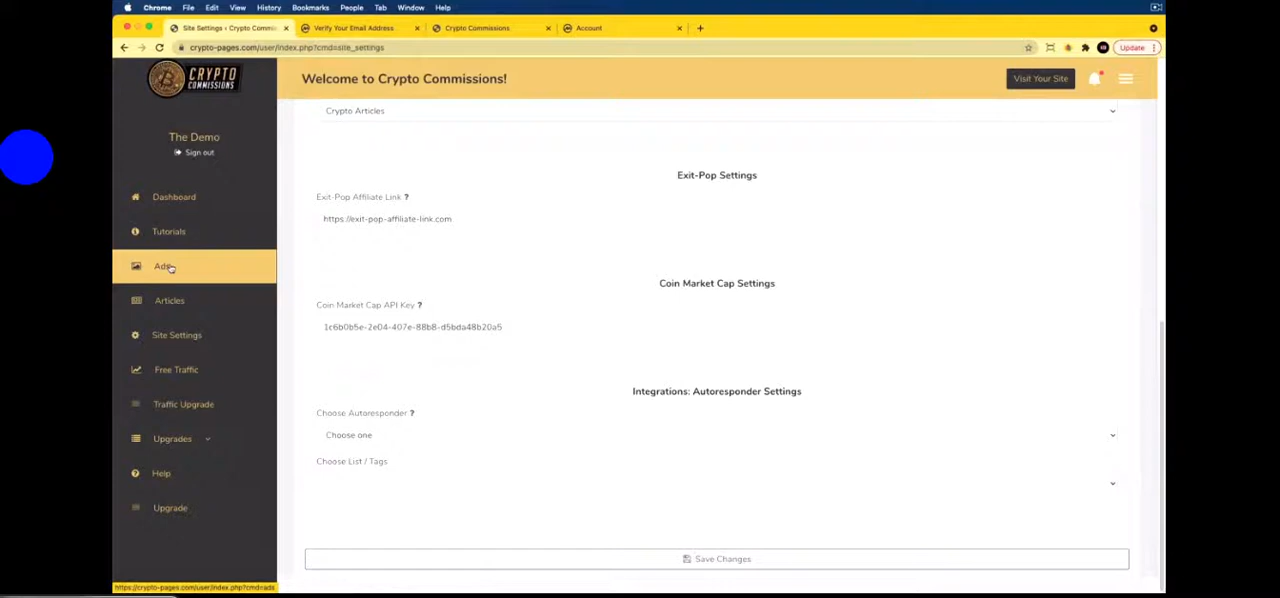 Chrome File Edit View History Bookmarks People Tab Window Help
Site Settings ‹ Crypto Commis Verify Your Email Address Crypto Commissions Account
crypto-pages.com/user/index.php?cmd=site_settings Update
CRYPTO
COMMISSIONS
Welcome to Crypto Commissions! Visit Your Site
Crypto Articles
The Demo
Sign out
Exit-Pop Settings
Dashboard
Exit-Pop Affiliate Link ?
https://exit-pop-affiliate-link.com
Tutorials
Ads
Coin Market Cap Settings
Articles
Coin Market Cap API Key ?
1c6b0b5e-2e04-407e-88b8-d5bda48b20a5
Site Settings
Free Traffic
Integrations: Autoresponder Settings
Traffic Upgrade
Choose Autoresponder ?
Choose one
Upgrades
Choose List / Tags
Help
Upgrade
Save Changes
https://crypto-pages.com/user/index.php?cmd=ads